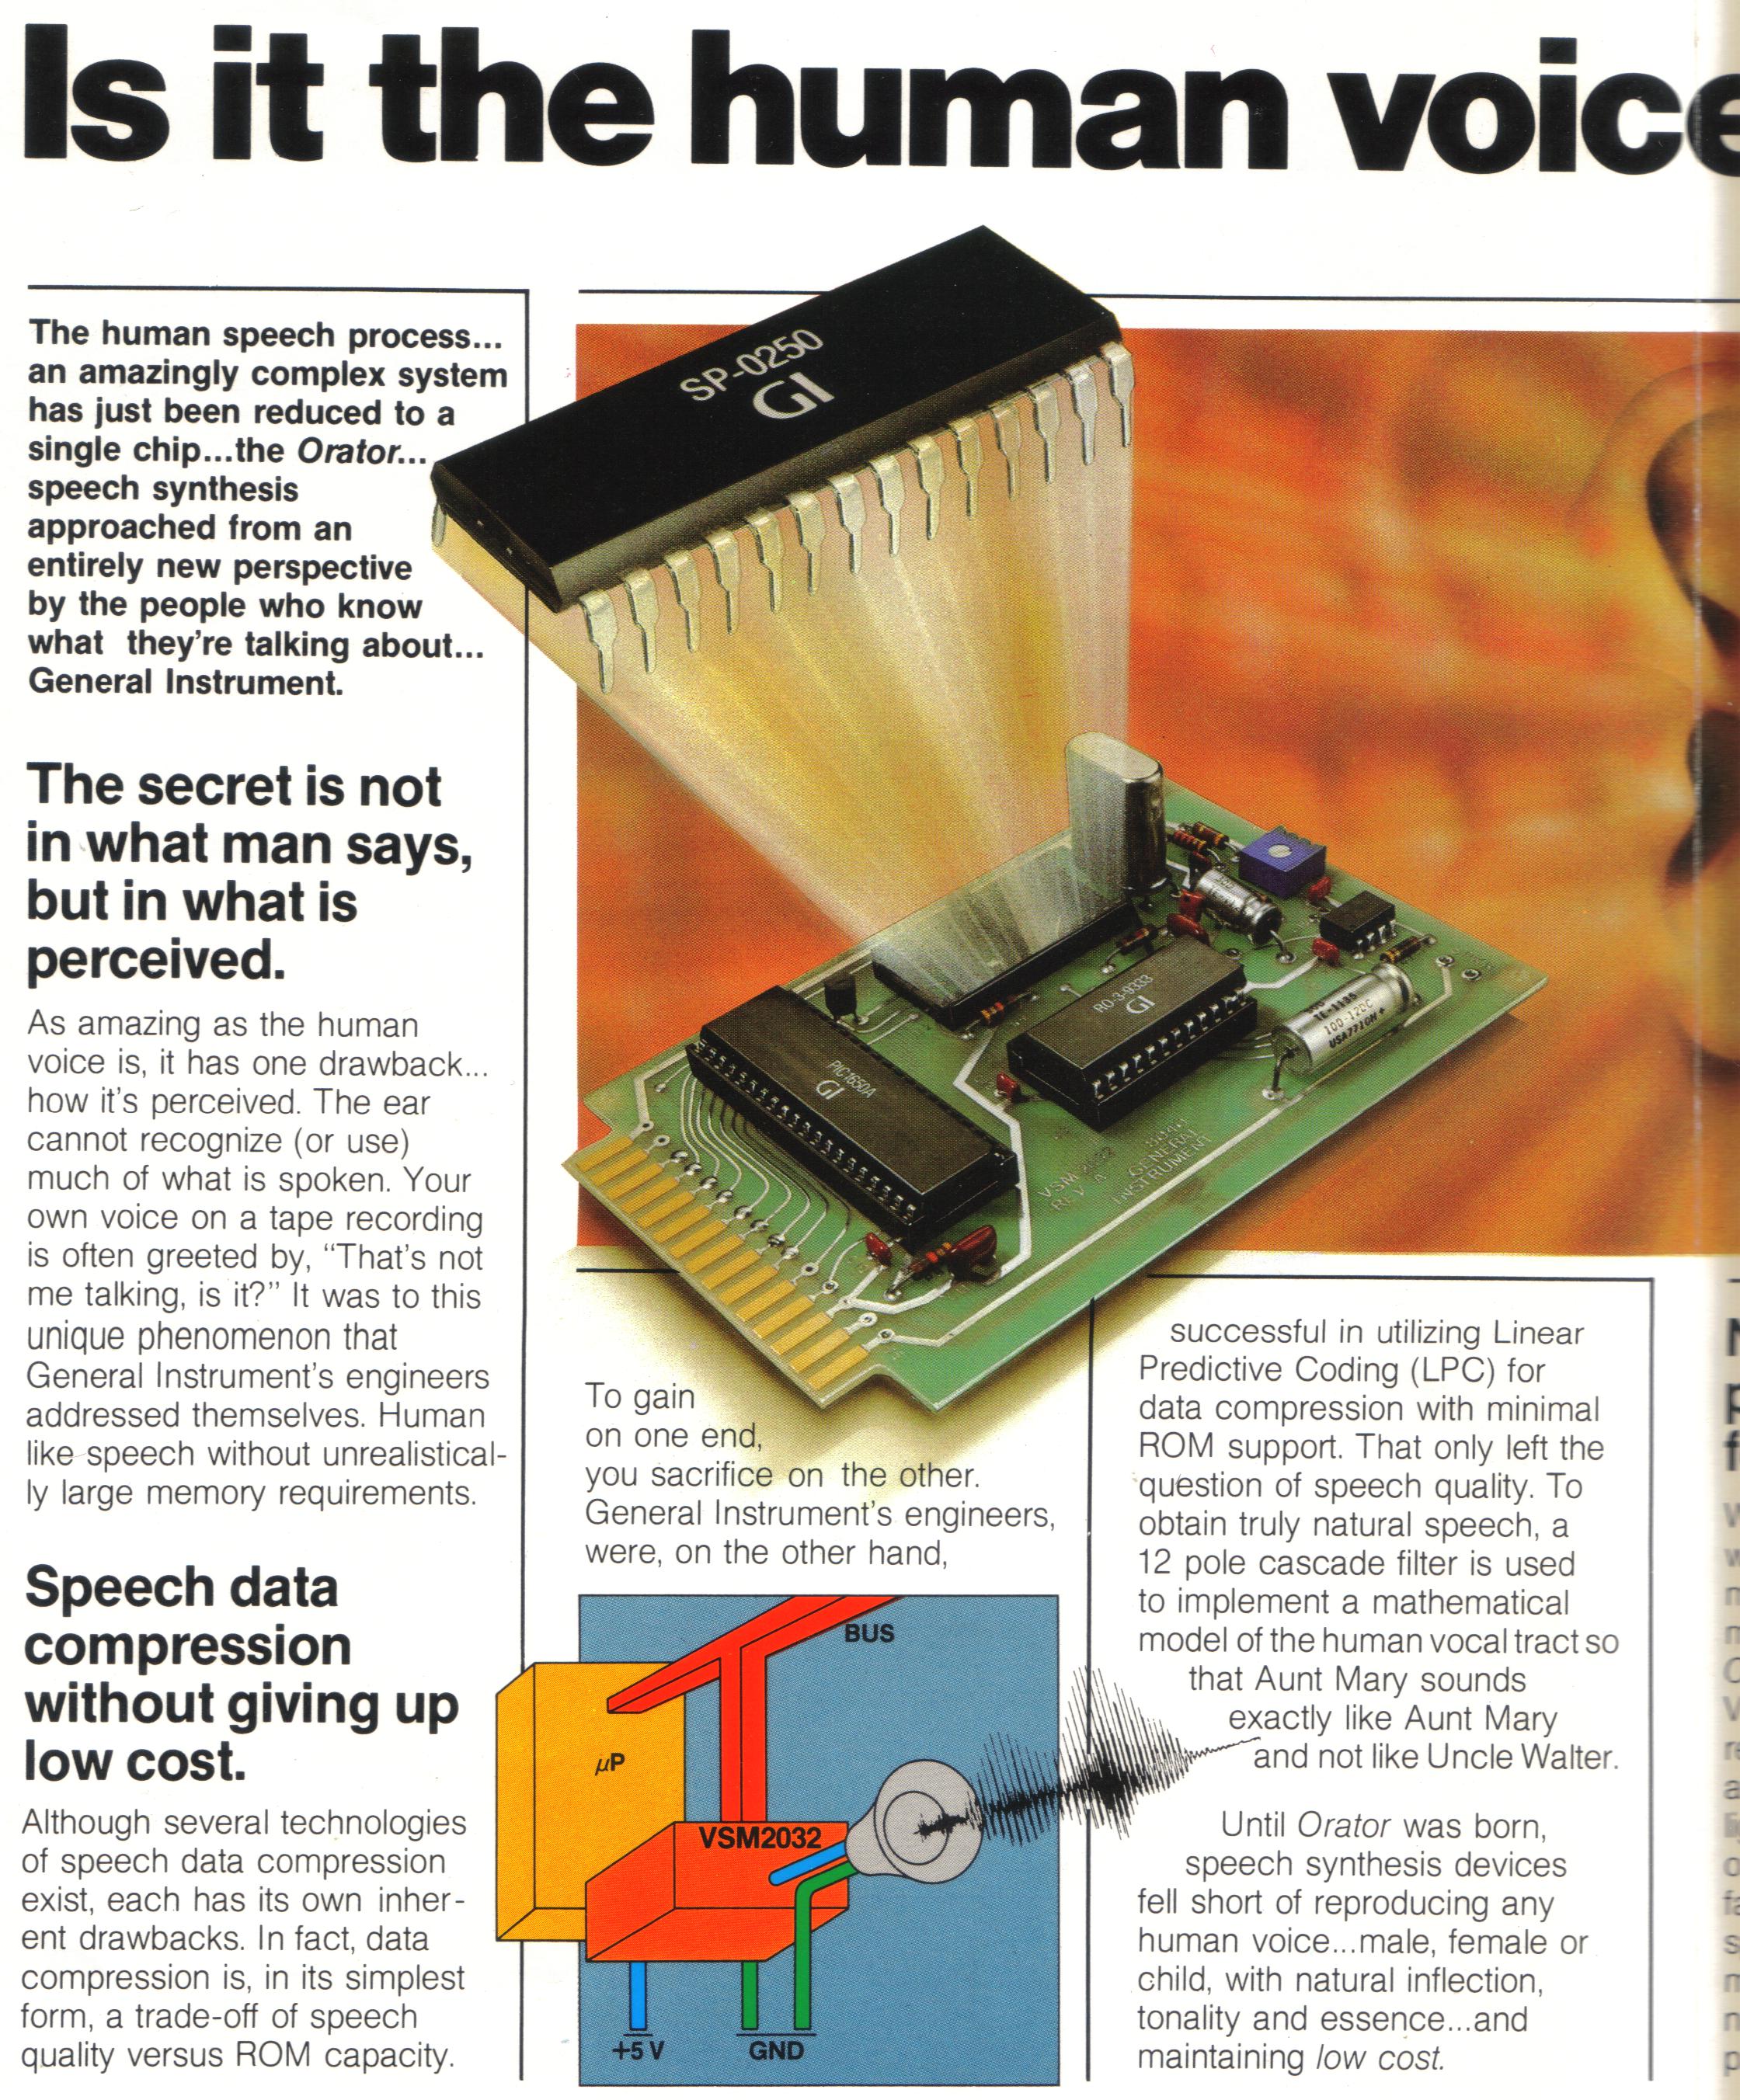 Is it the human voice
The human speech process...
an amazingly complex system
has just been reduced to a
single chip...the Orator...
speech synthesis
approached from an
entirely new perspective
by the people who know
what they're talking about...
General Instrument.
The secret is not
in what man says,
but in what is
perceived.
As amazing as the human
voice is, it has one drawback...
how it's perceived. The ear
cannot recognize (or use)
much of what is spoken. Your
own voice on a tape recording
is often greeted by, “That's not
me talking, is it?” It was to this
unique phenomenon that
General Instrument's engineers
addressed themselves. Human
like speech without unrealistical-
ly large memory requirements.
Speech data
compression
without giving up
low cost.
Although several technologies
of speech data compression
exist, each has its own inher-
ent drawbacks. In fact, data
compression is, in its simplest
form, a trade-off of speech
quality versus ROM capacity.
SP-0250
GI
RO-3-9333
GI
PIC1650A
GI
TE-1135
100-12DC
USA7710H+
VSM 2032
REV B
GENERAL
INSTRUMENT
To gain
on one end,
you sacrifice on the other.
General Instrument's engineers,
were, on the other hand,
BUS
µP
VSM2032
+5 V
GND
successful in utilizing Linear
Predictive Coding (LPC) for
data compression with minimal
ROM support. That only left the
question of speech quality. To
obtain truly natural speech, a
12 pole cascade filter is used
to implement a mathematical
model of the human vocal tract so
that Aunt Mary sounds
exactly like Aunt Mary
and not like Uncle Walter.
Until Orator was born,
speech synthesis devices
fell short of reproducing any
human voice...male, female or
child, with natural inflection,
tonality and essence...and
maintaining low cost.